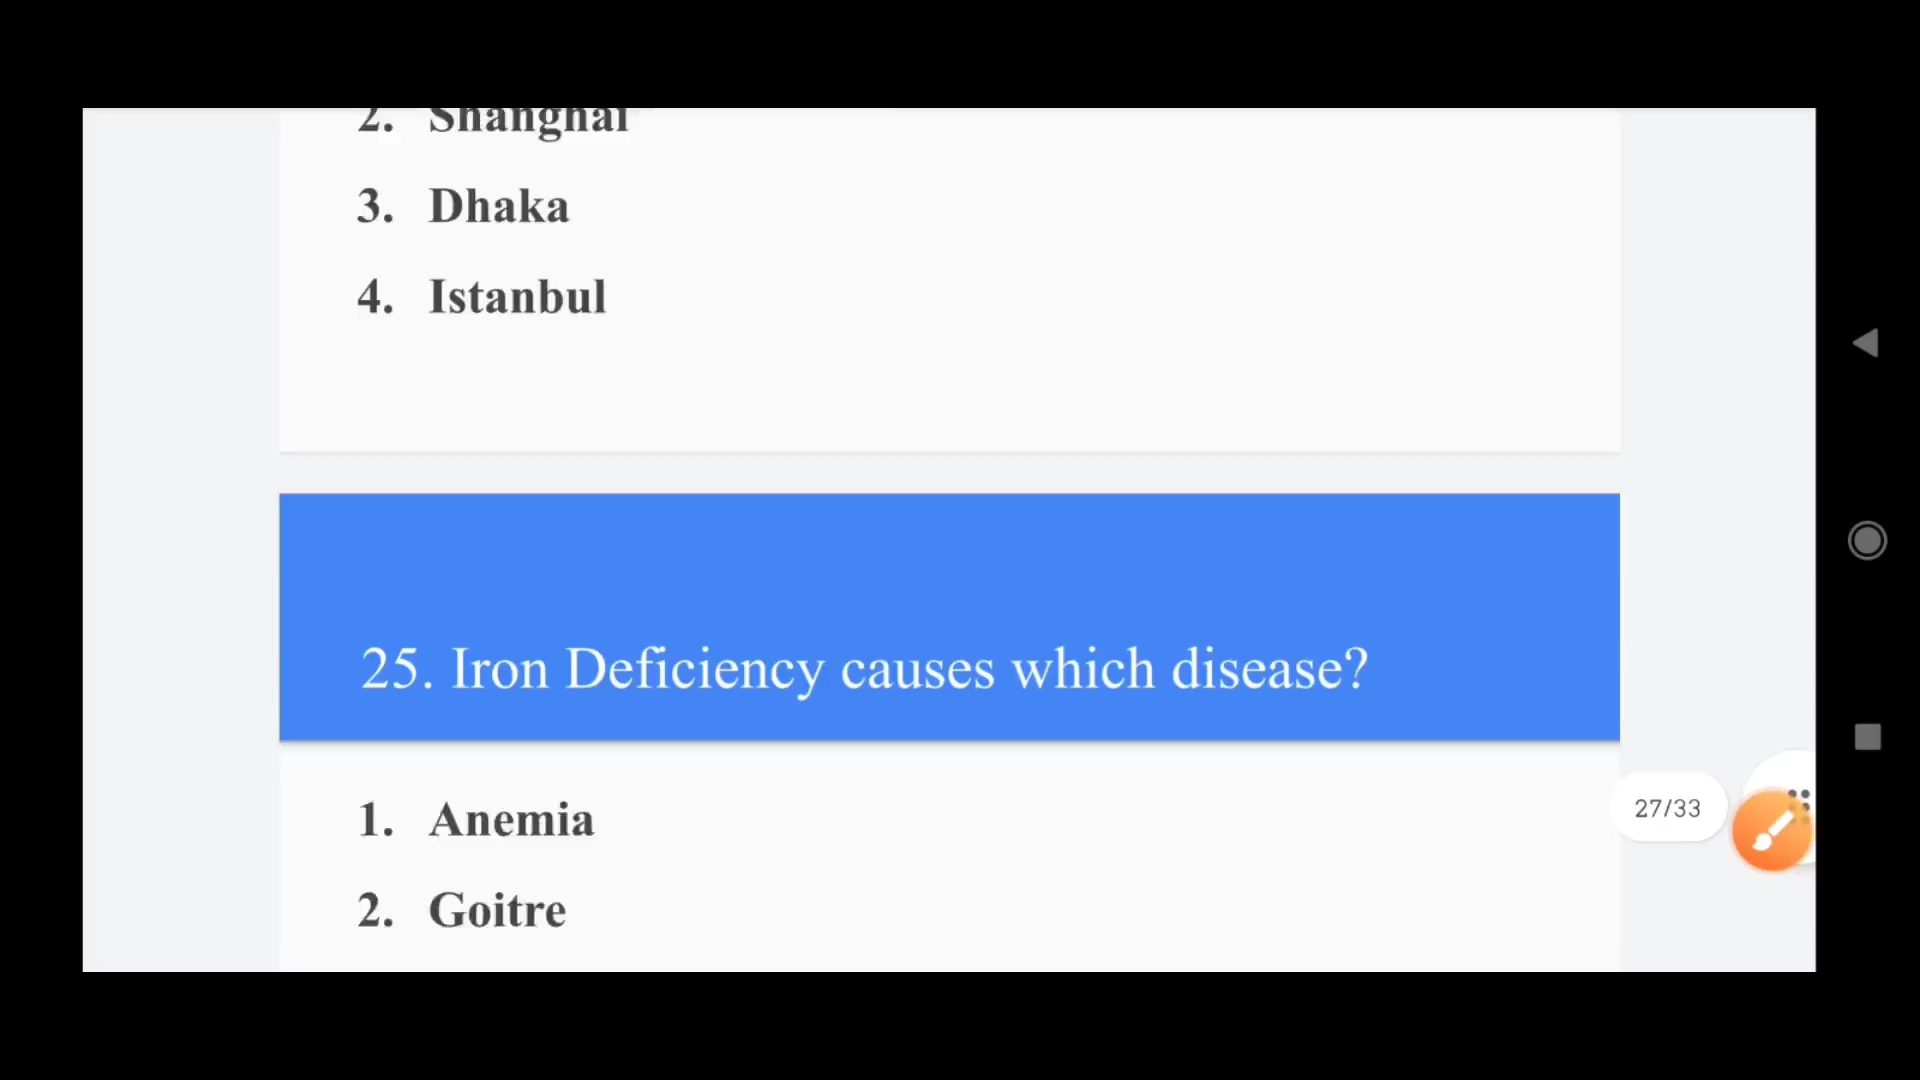 2. Shanghai
3. Dhaka
4. Istanbul
25. Iron Deficiency causes which disease?
1. Anemia
27/33
2. Goitre